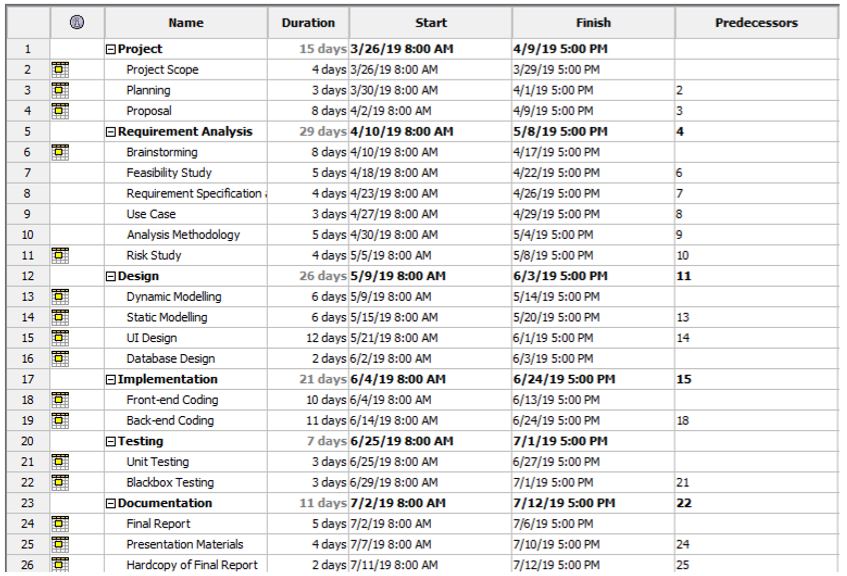 Name Duration Start Finish Predecessors
1 Project 15 days 3/26/19 8:00 AM 4/9/19 5:00 PM
2 Project Scope 4 days 3/26/19 8:00 AM 3/29/19 5:00 PM
3 Planning 3 days 3/30/19 8:00 AM 4/1/19 5:00 PM 2
4 Proposal 8 days 4/2/19 8:00 AM 4/9/19 5:00 PM 3
5 Requirement Analysis 29 days 4/10/19 8:00 AM 5/8/19 5:00 PM 4
6 Brainstorming 8 days 4/10/19 8:00 AM 4/17/19 5:00 PM
7 Feasibility Study 5 days 4/18/19 8:00 AM 4/22/19 5:00 PM 6
8 Requirement Specification 4 days 4/23/19 8:00 AM 4/26/19 5:00 PM 7
9 Use Case 3 days 4/27/19 8:00 AM 4/29/19 5:00 PM 8
10 Analysis Methodology 5 days 4/30/19 8:00 AM 5/4/19 5:00 PM 9
11 Risk Study 4 days 5/5/19 8:00 AM 5/8/19 5:00 PM 10
12 Design 26 days 5/9/19 8:00 AM 6/3/19 5:00 PM 11
13 Dynamic Modelling 6 days 5/9/19 8:00 AM 5/14/19 5:00 PM
14 Static Modelling 6 days 5/15/19 8:00 AM 5/20/19 5:00 PM 13
15 UI Design 12 days 5/21/19 8:00 AM 6/1/19 5:00 PM 14
16 Database Design 2 days 6/2/19 8:00 AM 6/3/19 5:00 PM
17 Implementation 21 days 6/4/19 8:00 AM 6/24/19 5:00 PM 15
18 Front-end Coding 10 days 6/4/19 8:00 AM 6/13/19 5:00 PM
19 Back-end Coding 11 days 6/14/19 8:00 AM 6/24/19 5:00 PM 18
20 Testing 7 days 6/25/19 8:00 AM 7/1/19 5:00 PM
21 Unit Testing 3 days 6/25/19 8:00 AM 6/27/19 5:00 PM
22 Blackbox Testing 3 days 6/29/19 8:00 AM 7/1/19 5:00 PM 21
23 Documentation 11 days 7/2/19 8:00 AM 7/12/19 5:00 PM 22
24 Final Report 5 days 7/2/19 8:00 AM 7/6/19 5:00 PM
25 Presentation Materials 4 days 7/7/19 8:00 AM 7/10/19 5:00 PM 24
26 Hardcopy of Final Report 2 days 7/11/19 8:00 AM 7/12/19 5:00 PM 25